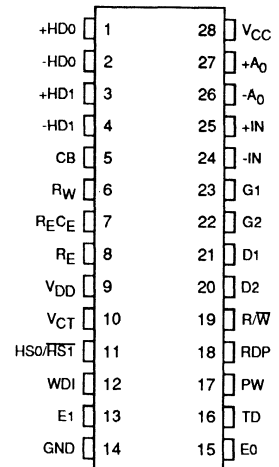 +HD0 1 28 VCC
-HD0 2 27 +A0
+HD1 3 26 -A0
-HD1 4 25 +IN
CB 5 24 -IN
RW 6 23 G1
RECE 7 22 G2
RE 8 21 D1
VDD 9 20 D2
VCT 10 19 R/W̅
HS0/H̅S̅1̅ 11 18 RDP
WDI 12 17 PW
E1 13 16 TD
GND 14 15 E0